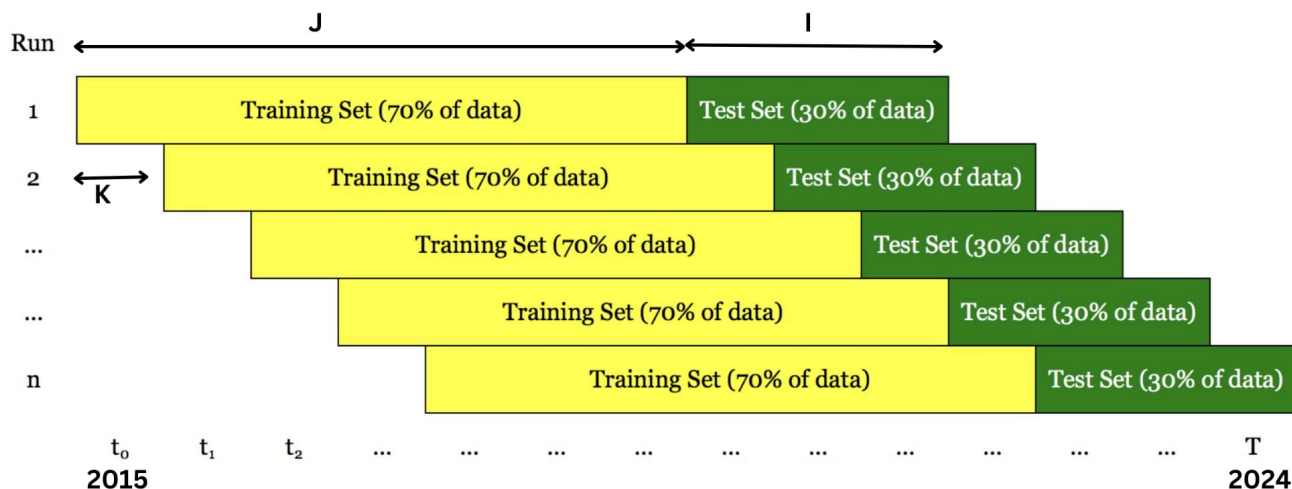 J I
Run
1 Training Set (70% of data) Test Set (30% of data)
2 Training Set (70% of data) Test Set (30% of data)
K
... Training Set (70% of data) Test Set (30% of data)
... Training Set (70% of data) Test Set (30% of data)
n Training Set (70% of data) Test Set (30% of data)
t₀ t₁ t₂ ... ... ... ... ... ... ... ... ... ... T
2015 2024